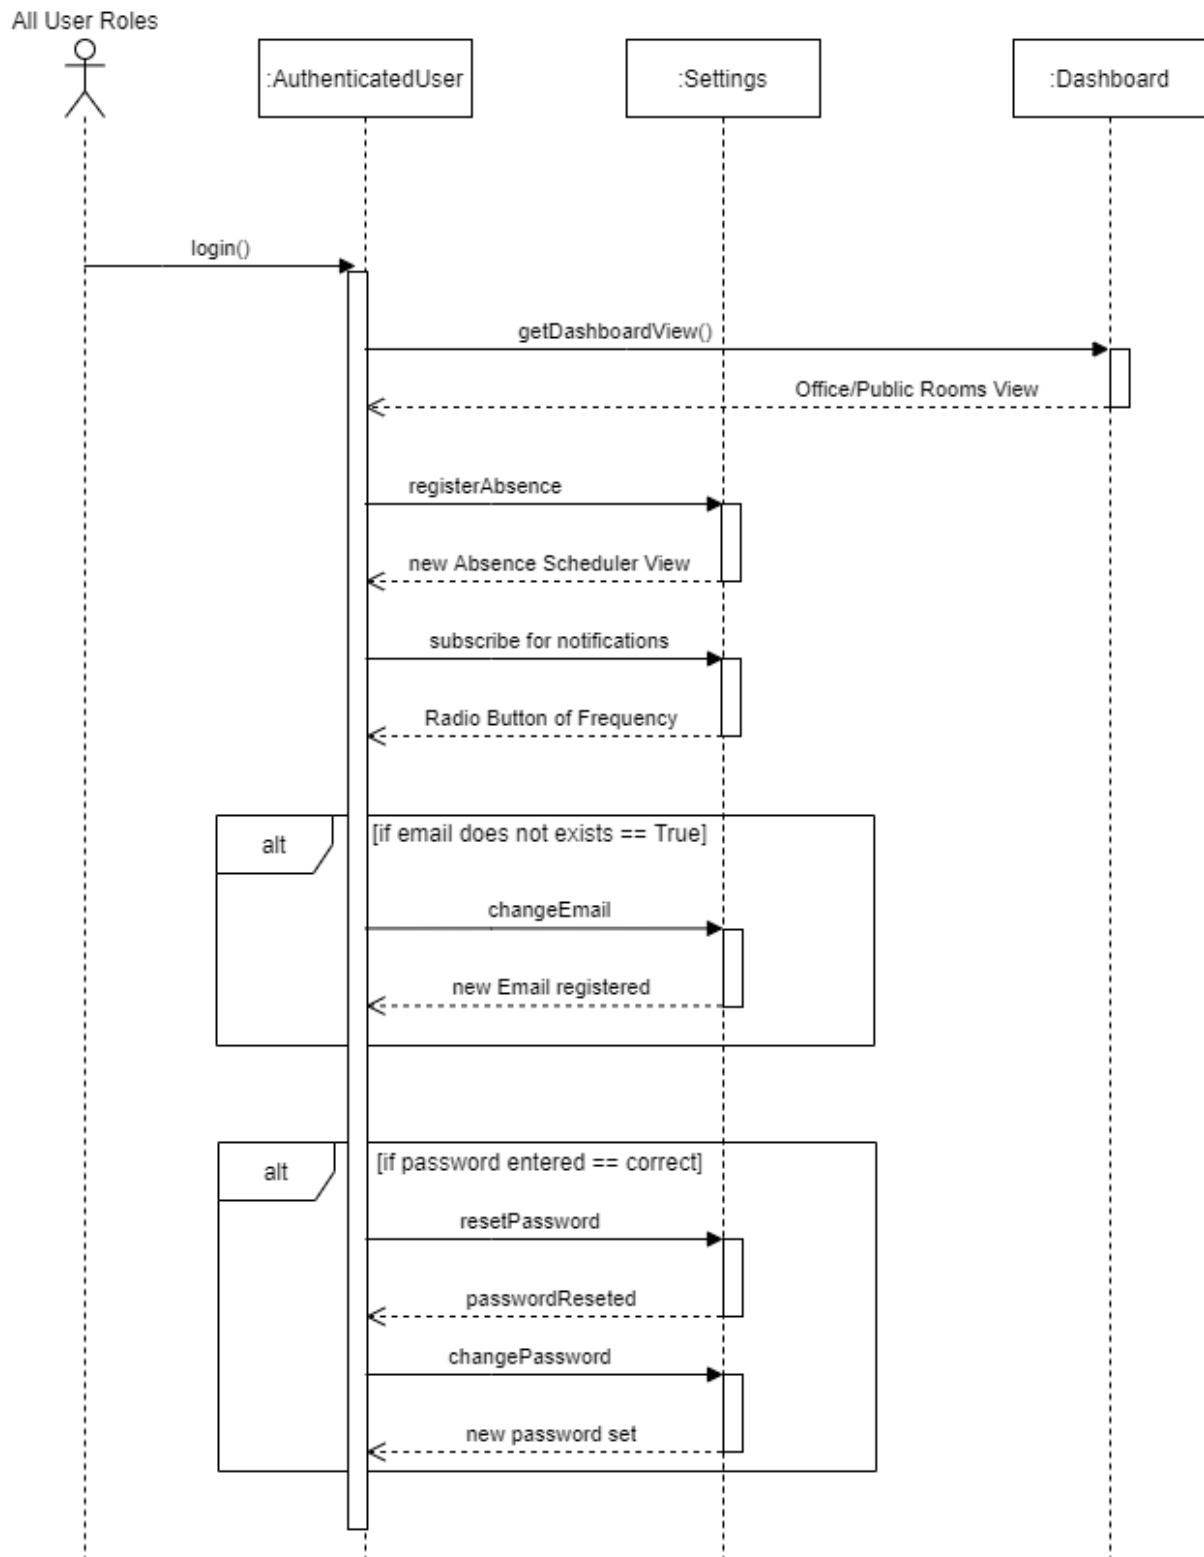 All User Roles
:AuthenticatedUser
:Settings
:Dashboard
login()
getDashboardView()
Office/Public Rooms View
registerAbsence
new Absence Scheduler View
subscribe for notifications
Radio Button of Frequency
alt
[if email does not exists == True]
changeEmail
new Email registered
alt
[if password entered == correct]
resetPassword
passwordReseted
changePassword
new password set